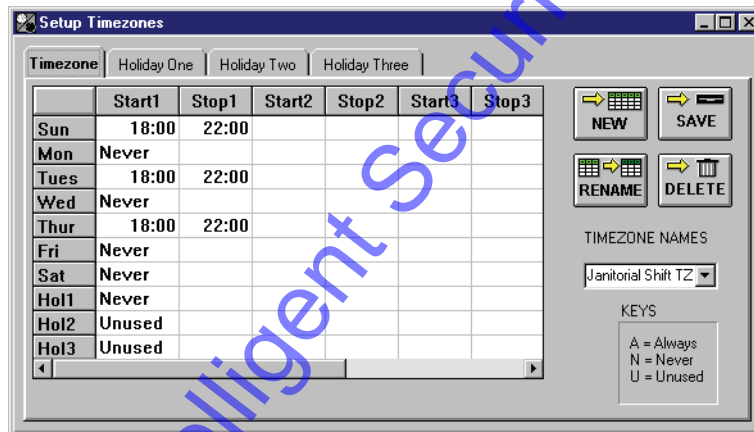 Setup Timezones
Timezone Holiday One Holiday Two Holiday Three
Start1 Stop1 Start2 Stop2 Start3 Stop3
Sun 18:00 22:00
Mon Never
Tues 18:00 22:00
Wed Never
Thur 18:00 22:00
Fri Never
Sat Never
Hol1 Never
Hol2 Unused
Hol3 Unused
NEW SAVE
RENAME DELETE
TIMEZONE NAMES
Janitorial Shift TZ
KEYS
A = Always
N = Never
U = Unused
lligent Securi